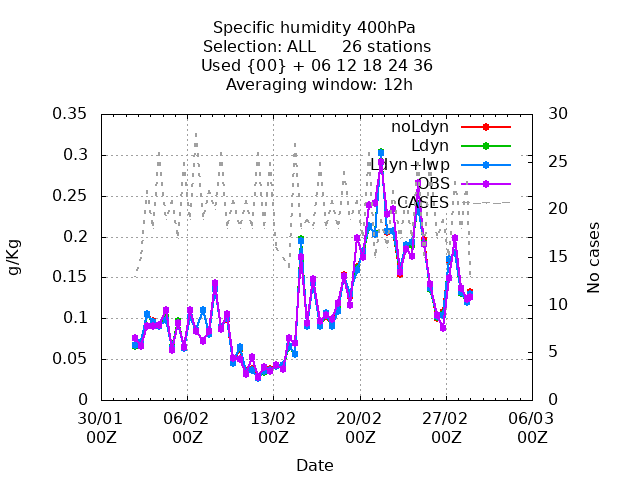 Specific humidity 400hPa
Selection: ALL     26 stations
Used {00} + 06 12 18 24 36
Averaging window: 12h
0.35
0.3
0.25
0.2
0.15
0.1
0.05
0
g/Kg
noLdyn
Ldyn
Ldyn+lwp
OBS
CASES
30
25
20
15
10
5
0
No cases
30/01 06/02 13/02 20/02 27/02 06/03
00Z 00Z 00Z 00Z 00Z 00Z
Date